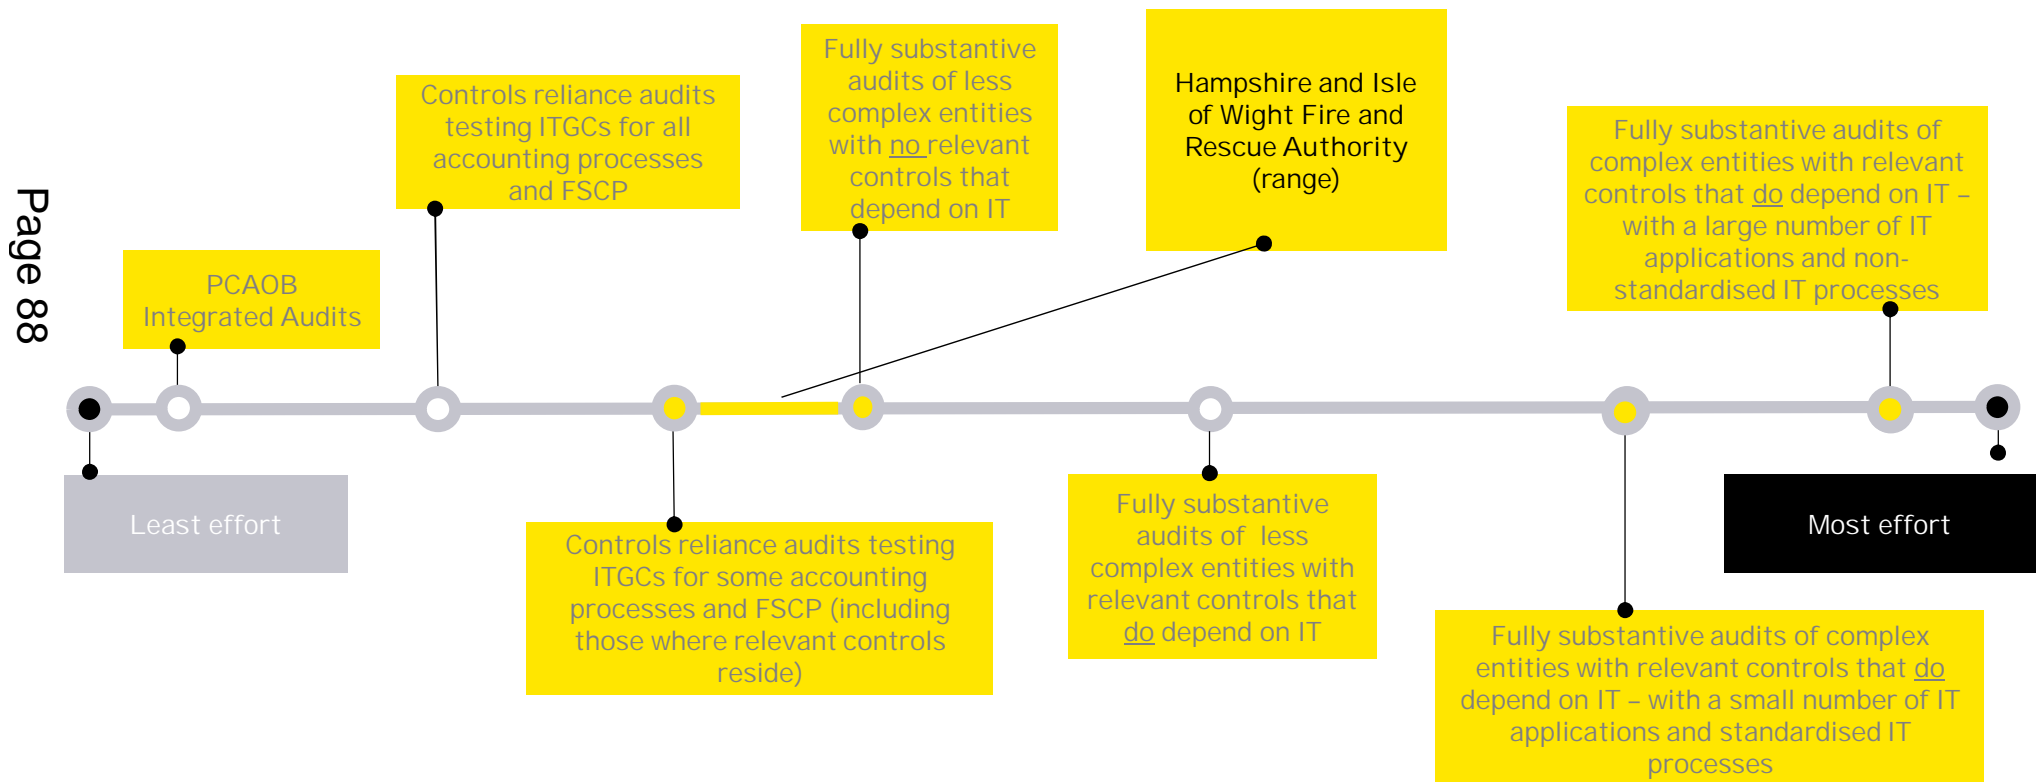 Page 88
PCAOB
Integrated Audits
Controls reliance audits
testing ITGCs for all
accounting processes
and FSCP
Fully substantive
audits of less
complex entities
with no relevant
controls that
depend on IT
Hampshire and Isle
of Wight Fire and
Rescue Authority
(range)
Fully substantive audits of
complex entities with relevant
controls that do depend on IT –
with a large number of IT
applications and non-
standardised IT processes
Least effort
Controls reliance audits testing
ITGCs for some accounting
processes and FSCP (including
those where relevant controls
reside)
Fully substantive
audits of less
complex entities with
relevant controls that
do depend on IT
Fully substantive audits of complex
entities with relevant controls that do
depend on IT – with a small number of IT
applications and standardised IT
processes
Most effort